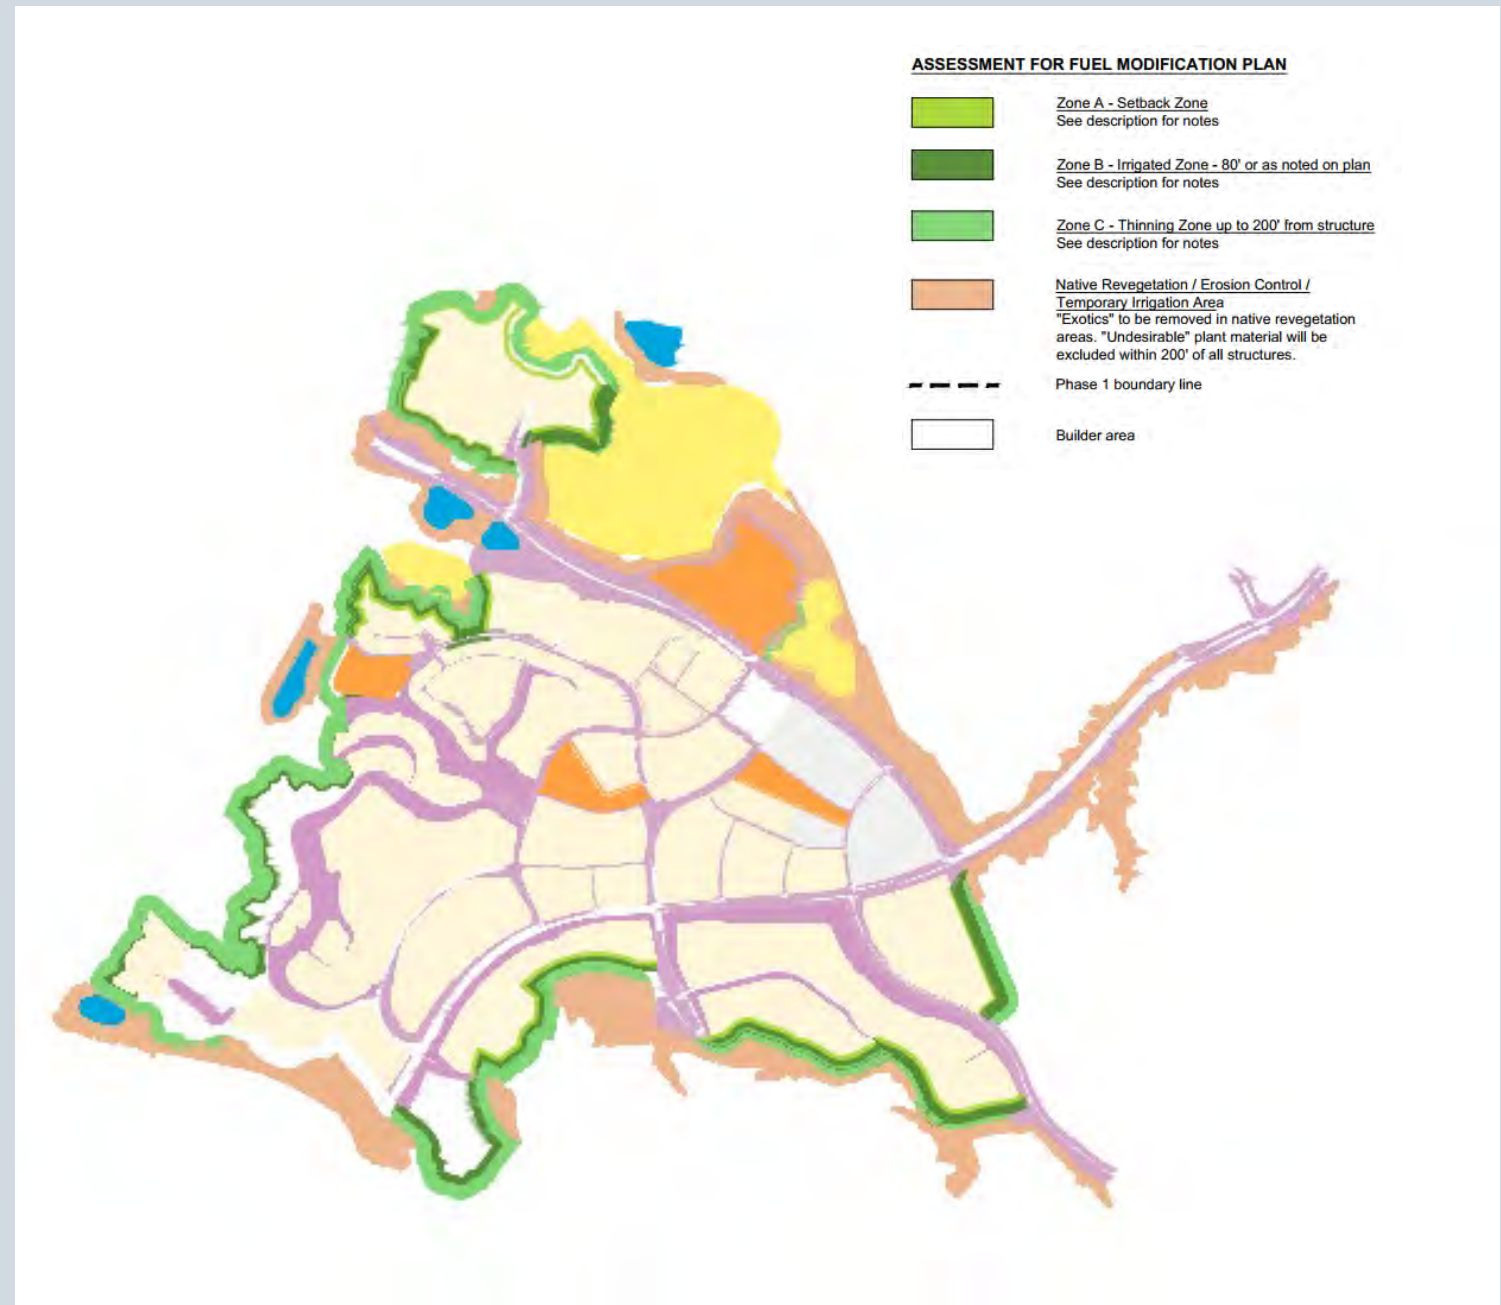 ASSESSMENT FOR FUEL MODIFICATION PLAN
Zone A - Setback Zone
See description for notes
Zone B - Irrigated Zone - 80' or as noted on plan
See description for notes
Zone C - Thinning Zone up to 200' from structure
See description for notes
Native Revegetation / Erosion Control /
Temporary Irrigation Area
"Exotics" to be removed in native revegetation
areas. "Undesirable" plant material will be
excluded within 200' of all structures.
Phase 1 boundary line
Builder area